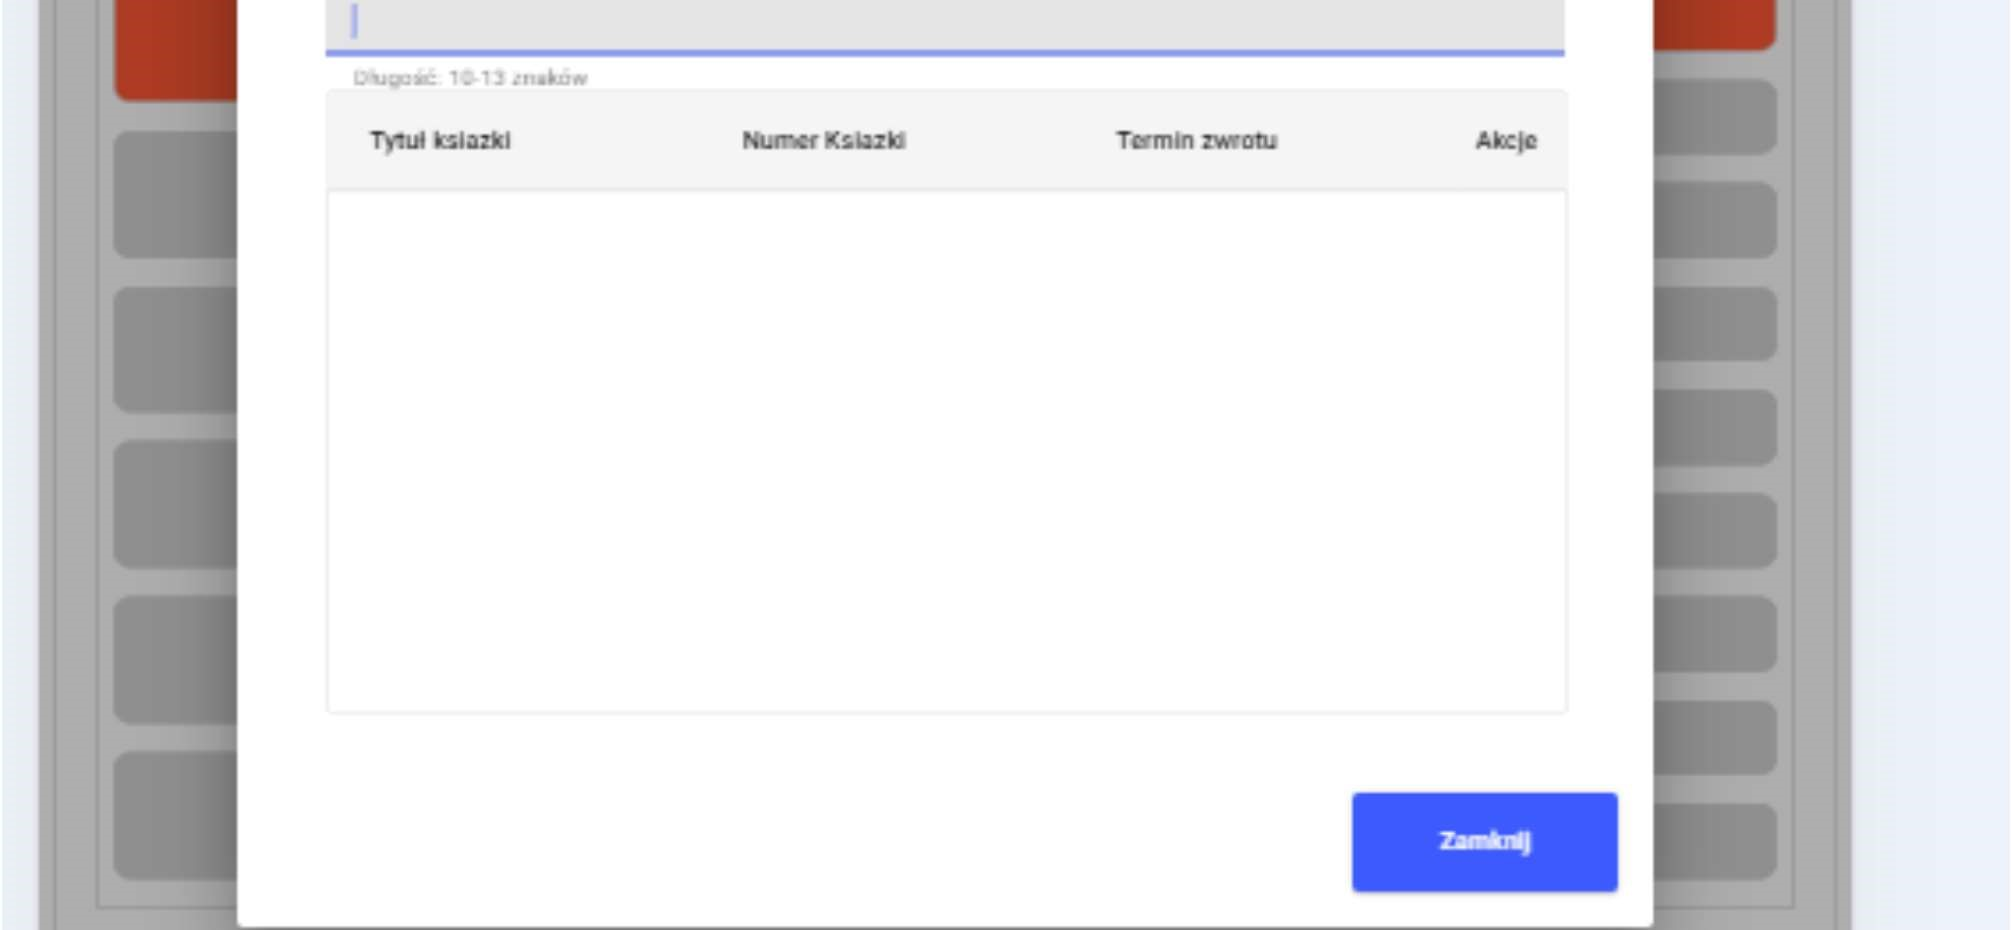 Długość: 10-13 znaków
Tytuł ksiazki Numer Ksiazki Termin zwrotu Akcje
Zamknij